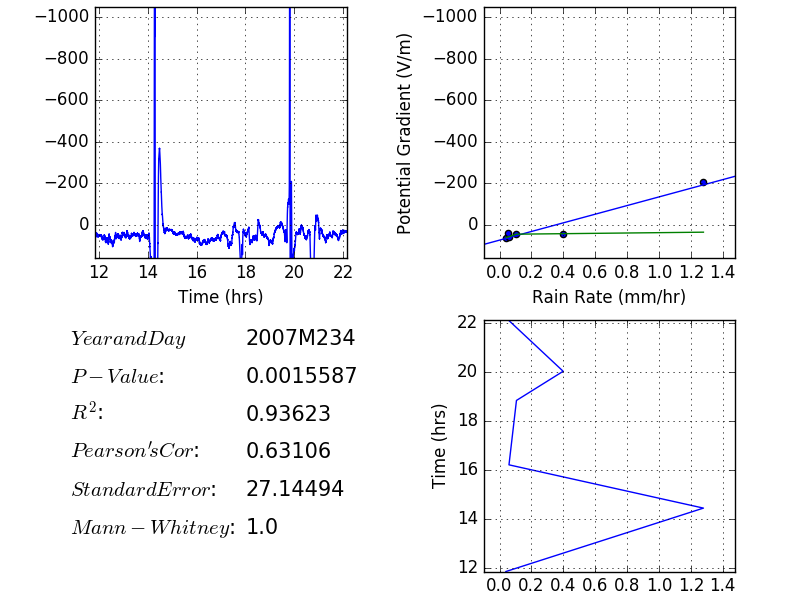 −1000
−800
−600
−400
−200
0
12 14 16 18 20 22
Time (hrs)
Potential Gradient (V/m)
−1000
−800
−600
−400
−200
0
0.0 0.2 0.4 0.6 0.8 1.0 1.2 1.4
Rain Rate (mm/hr)
YearandDay 2007M234
P−Value: 0.0015587
R²: 0.93623
Pearson'sCor: 0.63106
StandardError: 27.14494
Mann−Whitney: 1.0
Time (hrs)
22
20
18
16
14
12
0.0 0.2 0.4 0.6 0.8 1.0 1.2 1.4